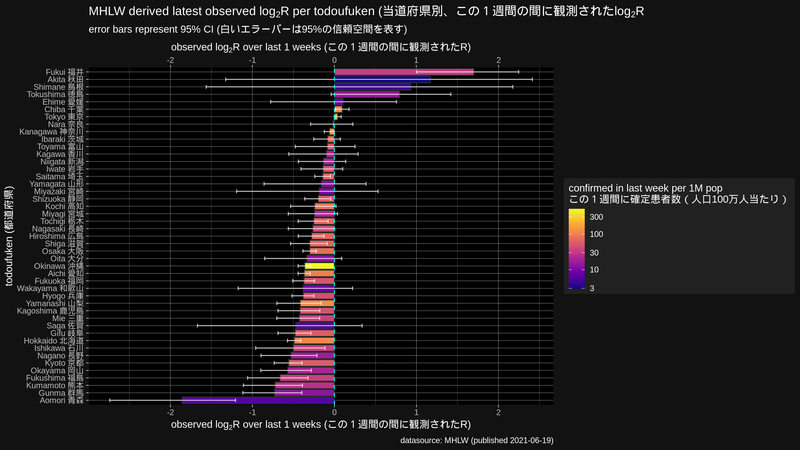 MHLW derived latest observed log2R per todoufuken (当道府県別、この１週間の間に観測されたlog2R
error bars represent 95% CI (白いエラーバーは95%の信頼空間を表す)
observed log2R over last 1 weeks (この１週間の間に観測されたR)
todoufuken (都道府県)
Fukui 福井
Akita 秋田
Shimane 島根
Tokushima 徳島
Ehime 愛媛
Chiba 千葉
Tokyo 東京
Nara 奈良
Kanagawa 神奈川
Ibaraki 茨城
Toyama 富山
Kagawa 香川
Niigata 新潟
Iwate 岩手
Saitama 埼玉
Yamagata 山形
Miyazaki 宮崎
Shizuoka 静岡
Kochi 高知
Miyagi 宮城
Tochigi 栃木
Nagasaki 長崎
Hiroshima 広島
Shiga 滋賀
Osaka 大阪
Oita 大分
Okinawa 沖縄
Aichi 愛知
Fukuoka 福岡
Wakayama 和歌山
Hyogo 兵庫
Yamanashi 山梨
Kagoshima 鹿児島
Mie 三重
Saga 佐賀
Gifu 岐阜
Hokkaido 北海道
Ishikawa 石川
Nagano 長野
Kyoto 京都
Okayama 岡山
Fukushima 福島
Kumamoto 熊本
Gunma 群馬
Aomori 青森
-2 -1 0 1 2
-2 -1 0 1 2
observed log2R over last 1 weeks (この１週間の間に観測されたR)
confirmed in last week per 1M pop
この１週間に確定患者数（人口100万人当たり）
300
100
30
10
3
datasource: MHLW (published 2021-06-19)